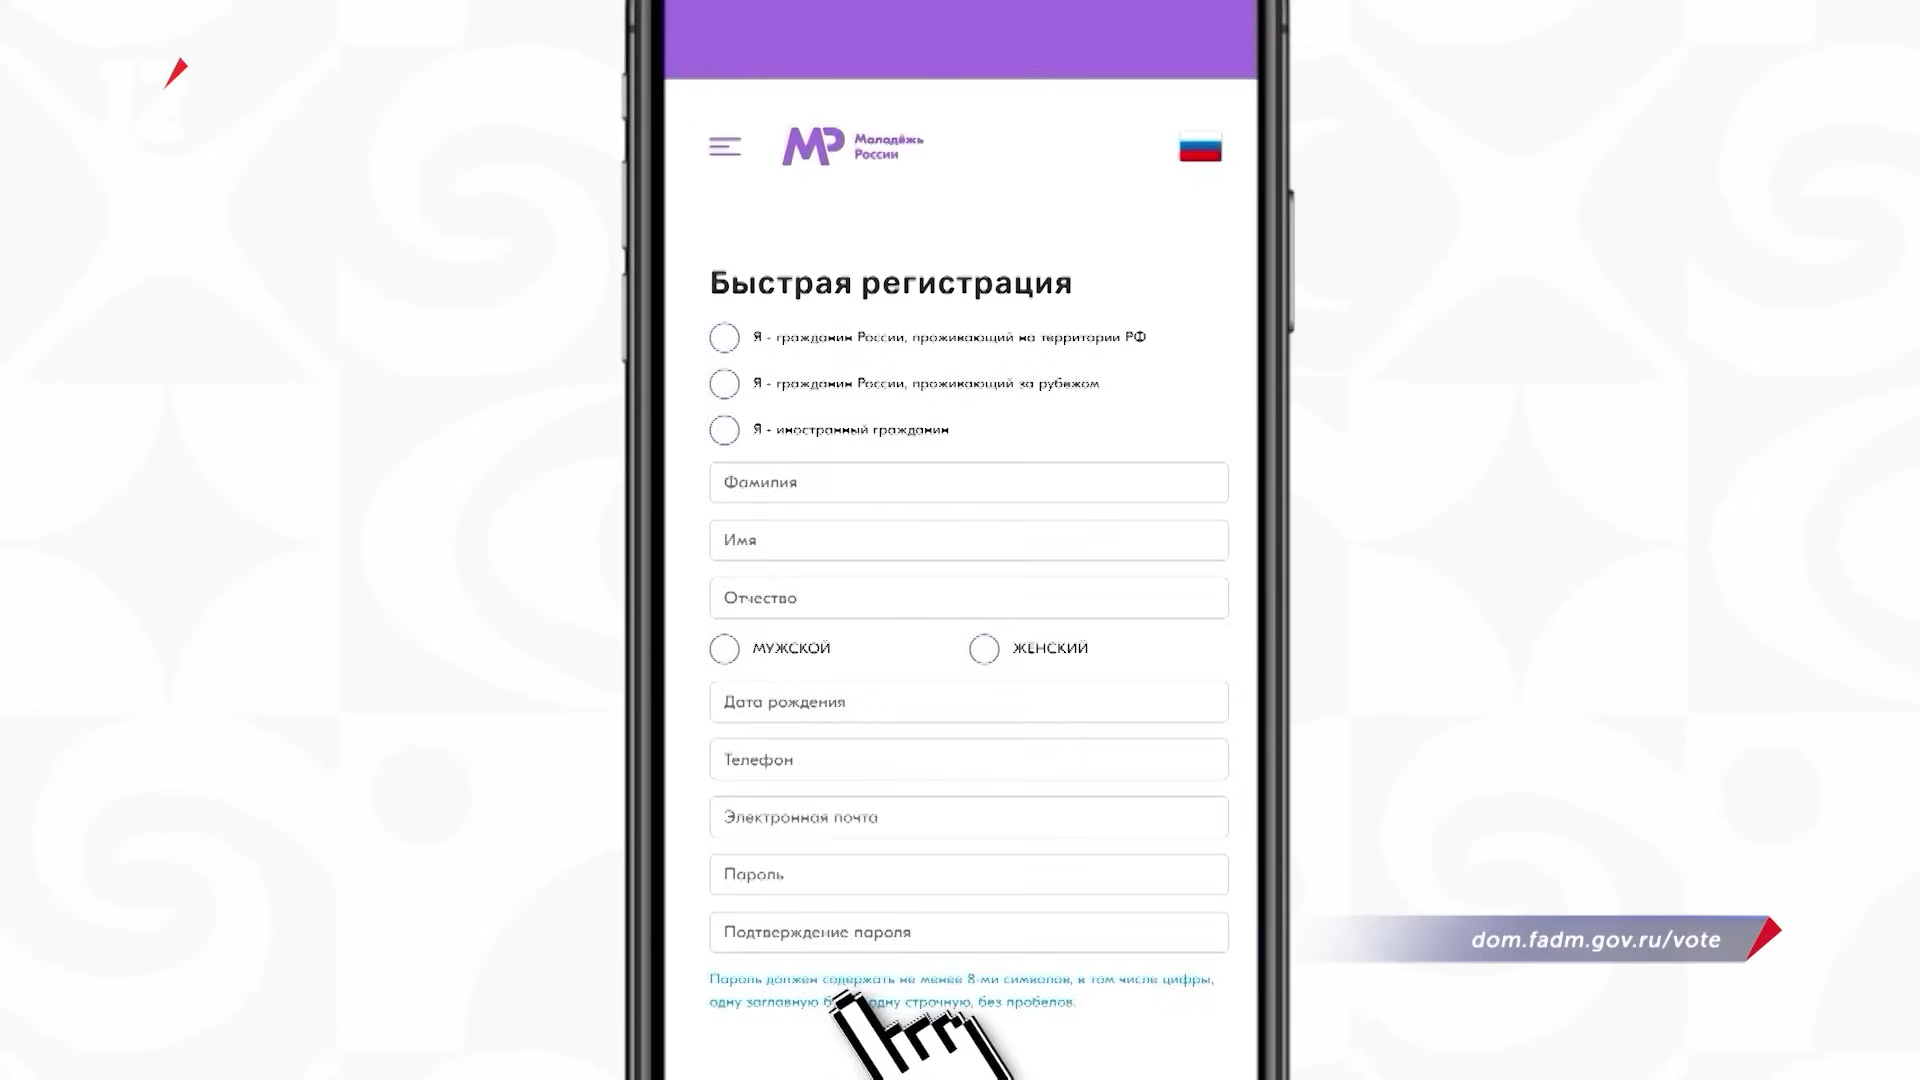 МР Молодёжь
России
Быстрая регистрация
Я - гражданин России, проживающий на территории РФ
Я - гражданин России, проживающий за рубежом
Я - иностранный гражданин
Фамилия
Имя
Отчество
МУЖСКОЙ ЖЕНСКИЙ
Дата рождения
Телефон
Электронная почта
Пароль
Подтверждение пароля
Пароль должен содержать не менее 8-ми символов, в том числе цифры,
одну заглавную одну строчную, без пробелов.
dom.fadm.gov.ru/vote